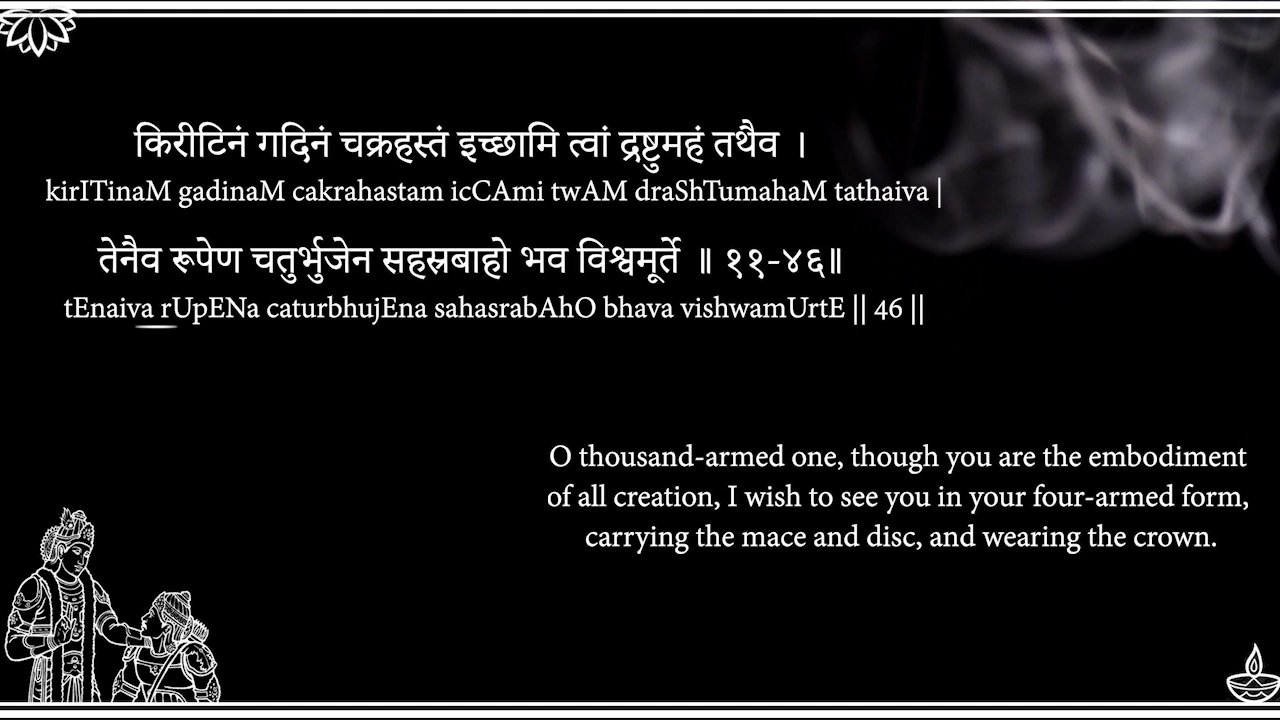 किरीटिनं गदिनं चक्रहस्तं इच्छामि त्वां द्रष्टुमहं तथैव ।
kirITinaM gadinaM cakrahastam icCAmi twAM draShTumahaM tathaiva |
तेनैव रूपेण चतुर्भुजेन सहस्रबाहो भव विश्वमूर्ते ॥ ११-४६॥
tEnaiva rUpENa caturbhujEna sahasrabAhO bhava vishwamUrtE || 46 ||
O thousand-armed one, though you are the embodiment
of all creation, I wish to see you in your four-armed form,
carrying the mace and disc, and wearing the crown.